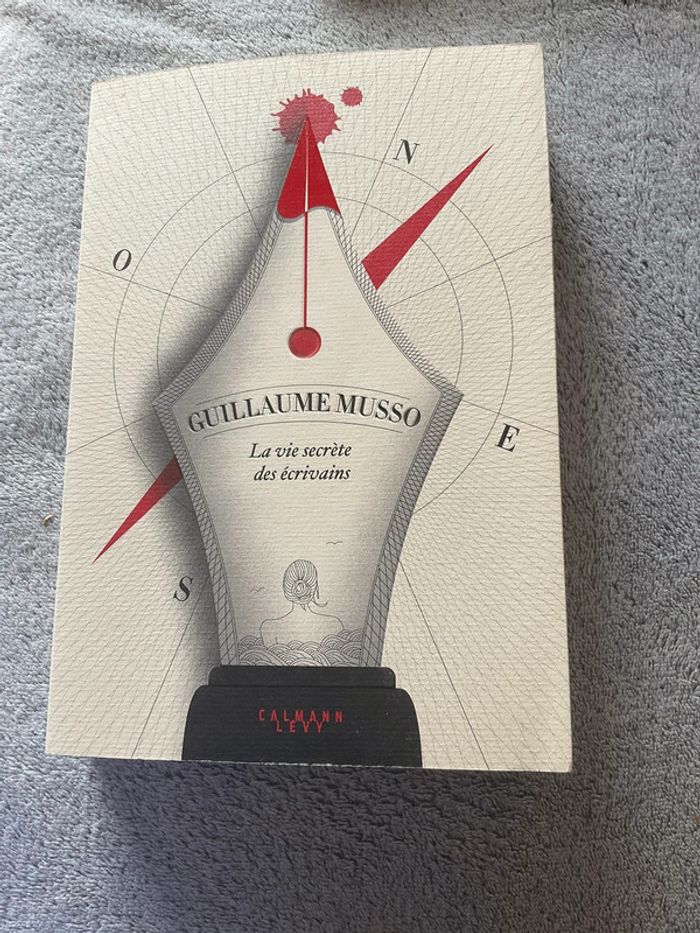 N
O
GUILLAUME MUSSO
La vie secrète
des écrivains
E
S
CALMANN
LEVY